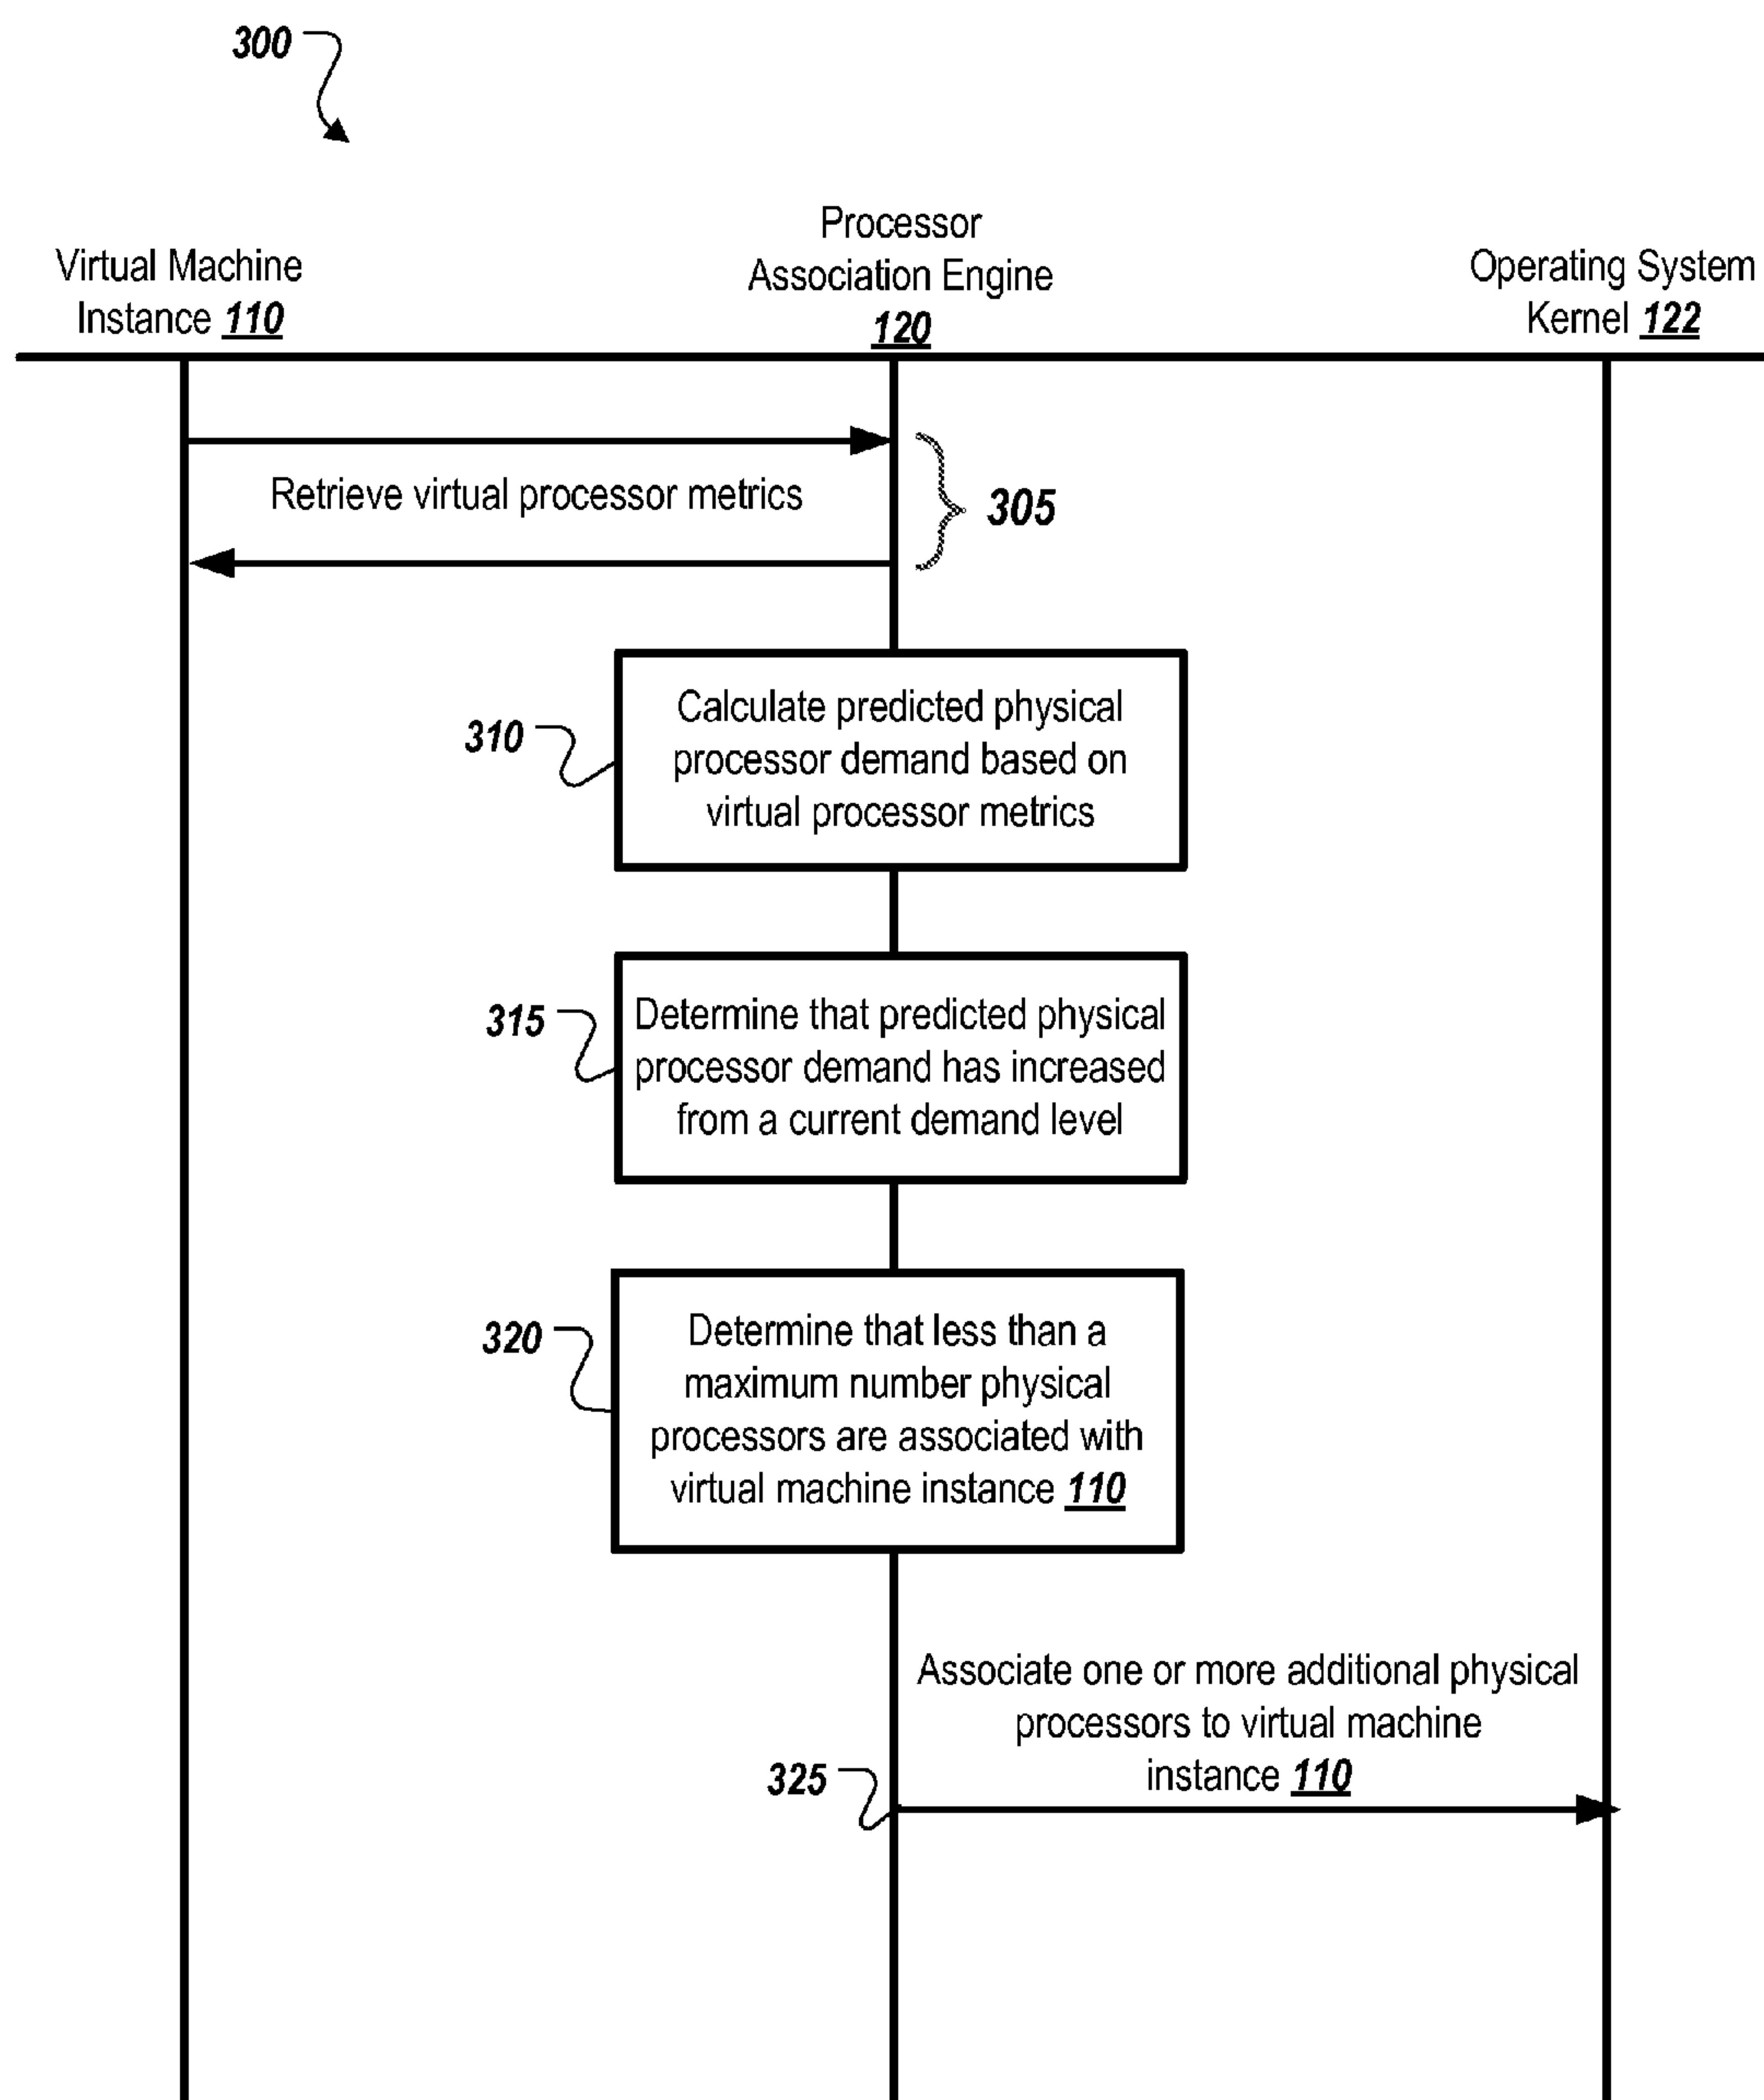 300
Virtual Machine
Instance 110
Processor
Association Engine
120
Operating System
Kernel 122
Retrieve virtual processor metrics
305
310
Calculate predicted physical
processor demand based on
virtual processor metrics
315
Determine that predicted physical
processor demand has increased
from a current demand level
320
Determine that less than a
maximum number physical
processors are associated with
virtual machine instance 110
Associate one or more additional physical
processors to virtual machine
instance 110
325